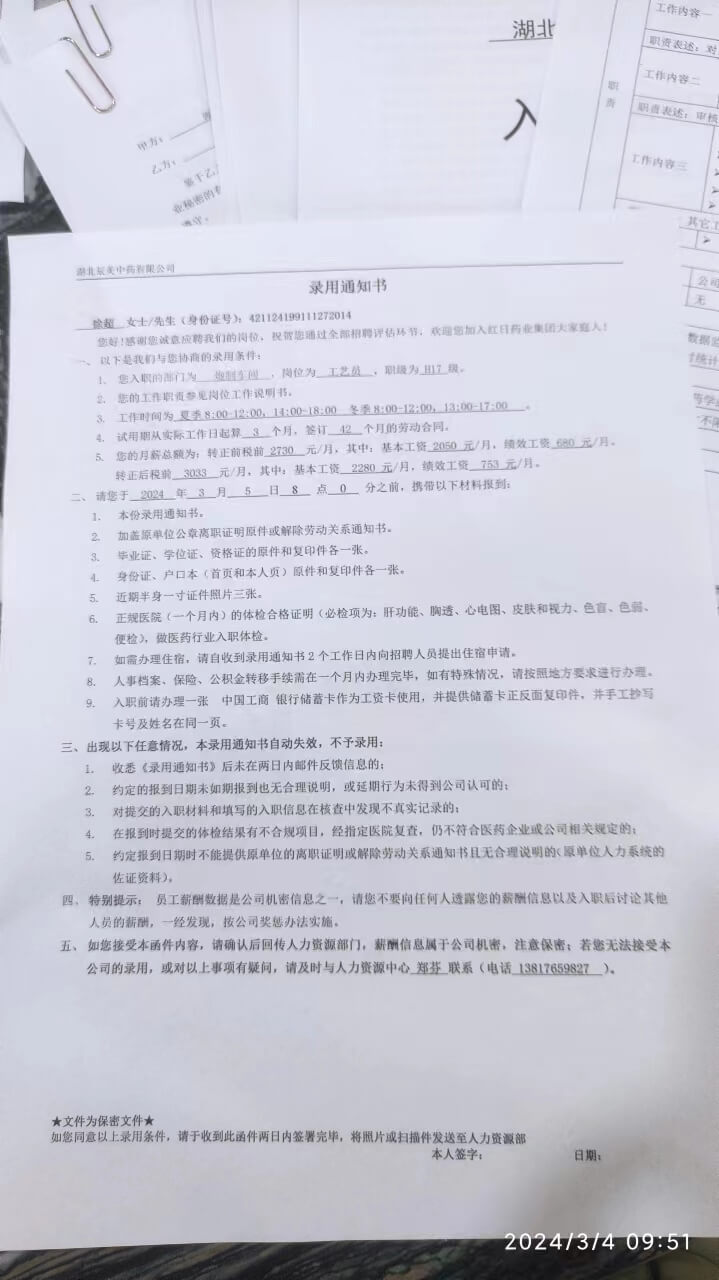 湖北
入
工作内容一
职责表述：对
工作内容二
职责表述：审核
工作内容三
职
责
其它工
公司
无
甲方：
乙方：
鉴于乙
业秘密的
遵守。
湖北辰美中药有限公司
录用通知书
徐超 女士/先生（身份证号）：421124199111272014
您好！感谢您诚意应聘我们的岗位，祝贺您通过全部招聘评估环节，欢迎您加入红日药业集团大家庭人！
一、以下是我们与您协商的录用条件：
1. 您入职的部门为 炮制车间 ，岗位为 工艺员 ，职级为 H17 级。
2. 您的工作职责参见岗位工作说明书。
3. 工作时间为 夏季 8:00-12:00，14:00-18:00 冬季 8:00-12:00，13:00-17:00 。
4. 试用期从实际工作日起算 3 个月，签订 42 个月的劳动合同。
5. 您的月薪总额为：转正前税前 2730 元/月，其中：基本工资 2050 元/月，绩效工资 680 元/月。
转正后税前 3033 元/月，其中：基本工资 2280 元/月，绩效工资 753 元/月。
二、请您于 2024 年 3 月 5 日 8 点 0 分之前，携带以下材料报到：
1. 本份录用通知书。
2. 加盖原单位公章离职证明原件或解除劳动关系通知书。
3. 毕业证、学位证、资格证的原件和复印件各一张。
4. 身份证、户口本（首页和本人页）原件和复印件各一张。
5. 近期半身一寸证件照片三张。
6. 正规医院（一个月内）的体检合格证明（必检项为：肝功能、胸透、心电图、皮肤和视力、色盲、色弱、
便检），做医药行业入职体检。
7. 如需办理住宿，请自收到录用通知书 2 个工作日内向招聘人员提出住宿申请。
8. 人事档案、保险、公积金转移手续需在一个月内办理完毕，如有特殊情况，请按照地方要求进行办理。
9. 入职前请办理一张 中国工商 银行储蓄卡作为工资卡使用，并提供储蓄卡正反面复印件，并手工抄写
卡号及姓名在同一页。
三、出现以下任意情况，本录用通知书自动失效，不予录用：
1. 收悉《录用通知书》后未在两日内邮件反馈信息的；
2. 约定的报到日期未如期报到也无合理说明，或延期行为未得到公司认可的；
3. 对提交的入职材料和填写的入职信息在核查中发现不真实记录的；
4. 在报到时提交的体检结果有不合规项目，经指定医院复查，仍不符合医药企业或公司相关规定的；
5. 约定报到日期时不能提供原单位的离职证明或解除劳动关系通知书且无合理说明的（原单位人力系统的
佐证资料）。
四、特别提示：员工薪酬数据是公司机密信息之一，请您不要向任何人透露您的薪酬信息以及入职后讨论其他
人员的薪酬，一经发现，按公司奖惩办法实施。
五、如您接受本函件内容，请确认后回传人力资源部门，薪酬信息属于公司机密，注意保密；若您无法接受本
公司的录用，或对以上事项有疑问，请及时与人力资源中心 郑芬 联系（电话 13817659827 ）。
★文件为保密文件★
如您同意以上录用条件，请于收到此函件两日内签署完毕，将照片或扫描件发送至人力资源部
本人签字： 日期：
2024/3/4 09:51